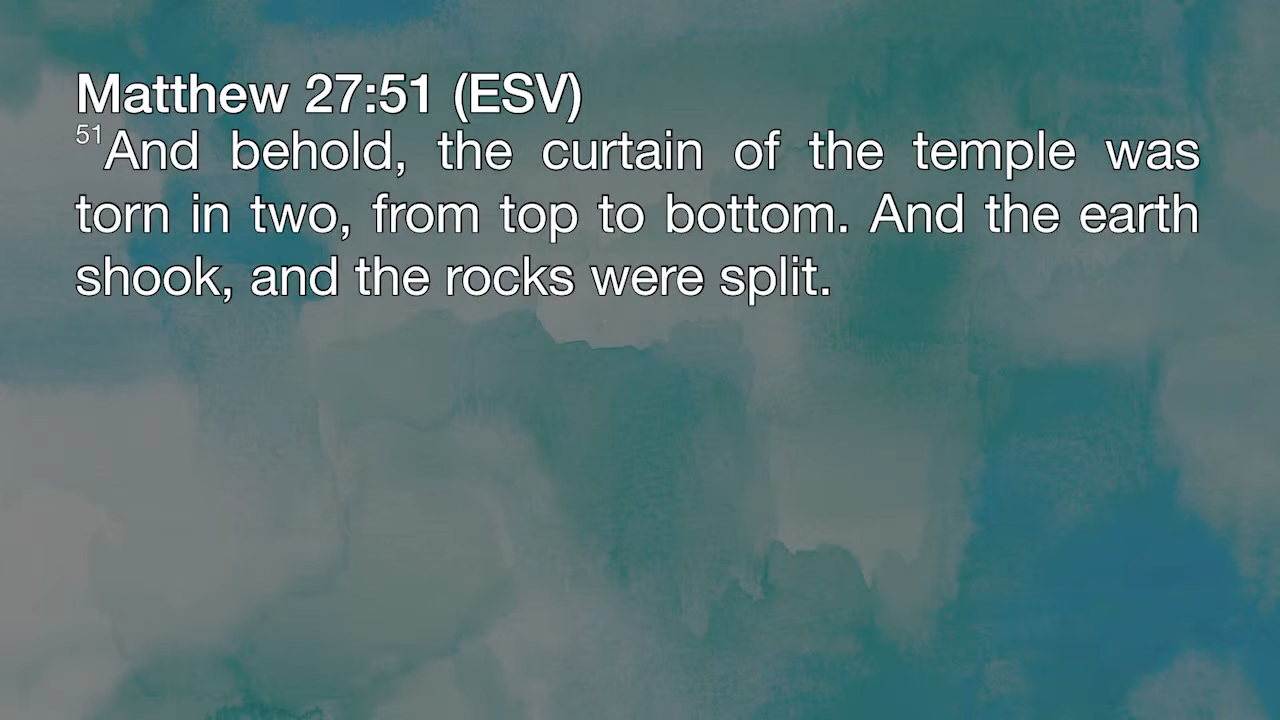 Matthew 27:51 (ESV)
51And behold, the curtain of the temple was
torn in two, from top to bottom. And the earth
shook, and the rocks were split.